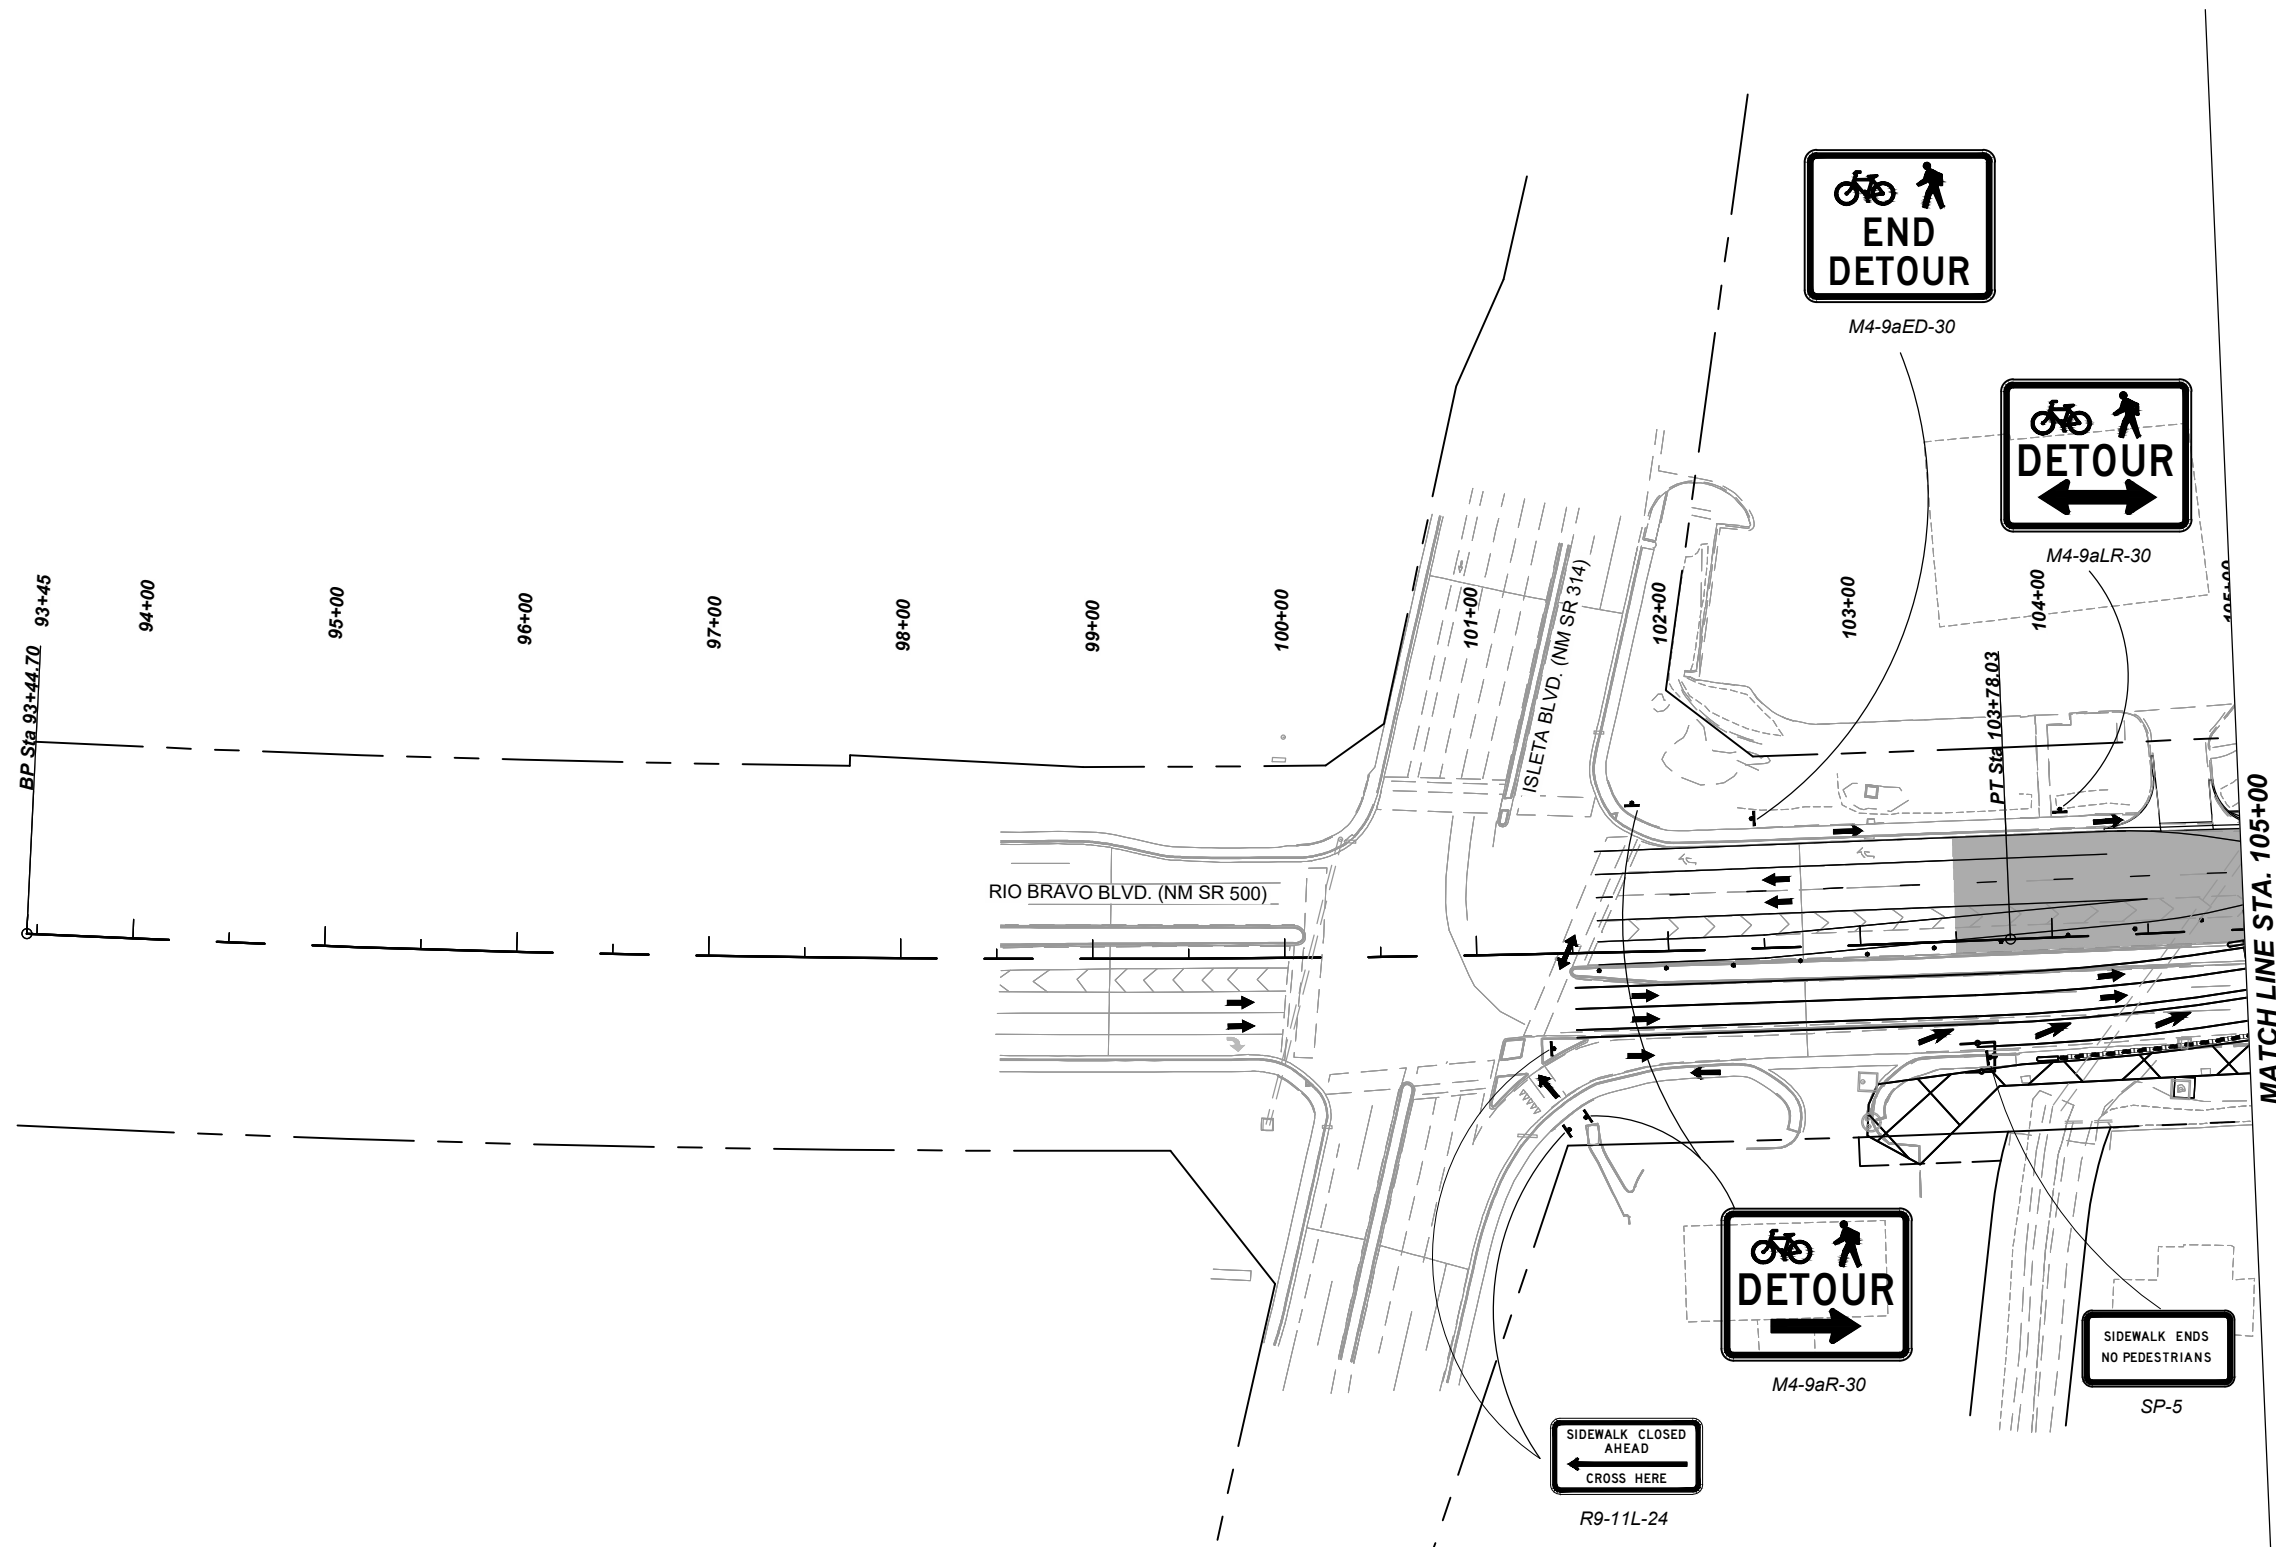 END
DETOUR
M4-9aED-30
DETOUR
M4-9aLR-30
93+45
94+00
95+00
96+00
97+00
98+00
99+00
100+00
101+00
102+00
103+00
104+00
105+00
BP Sta 93+44.70
PT Sta 103+78.03
ISLETA BLVD. (NM SR 314)
RIO BRAVO BLVD. (NM SR 500)
MATCH LINE STA. 105+00
DETOUR
M4-9aR-30
SIDEWALK ENDS
NO PEDESTRIANS
SP-5
SIDEWALK CLOSED
AHEAD
CROSS HERE
R9-11L-24